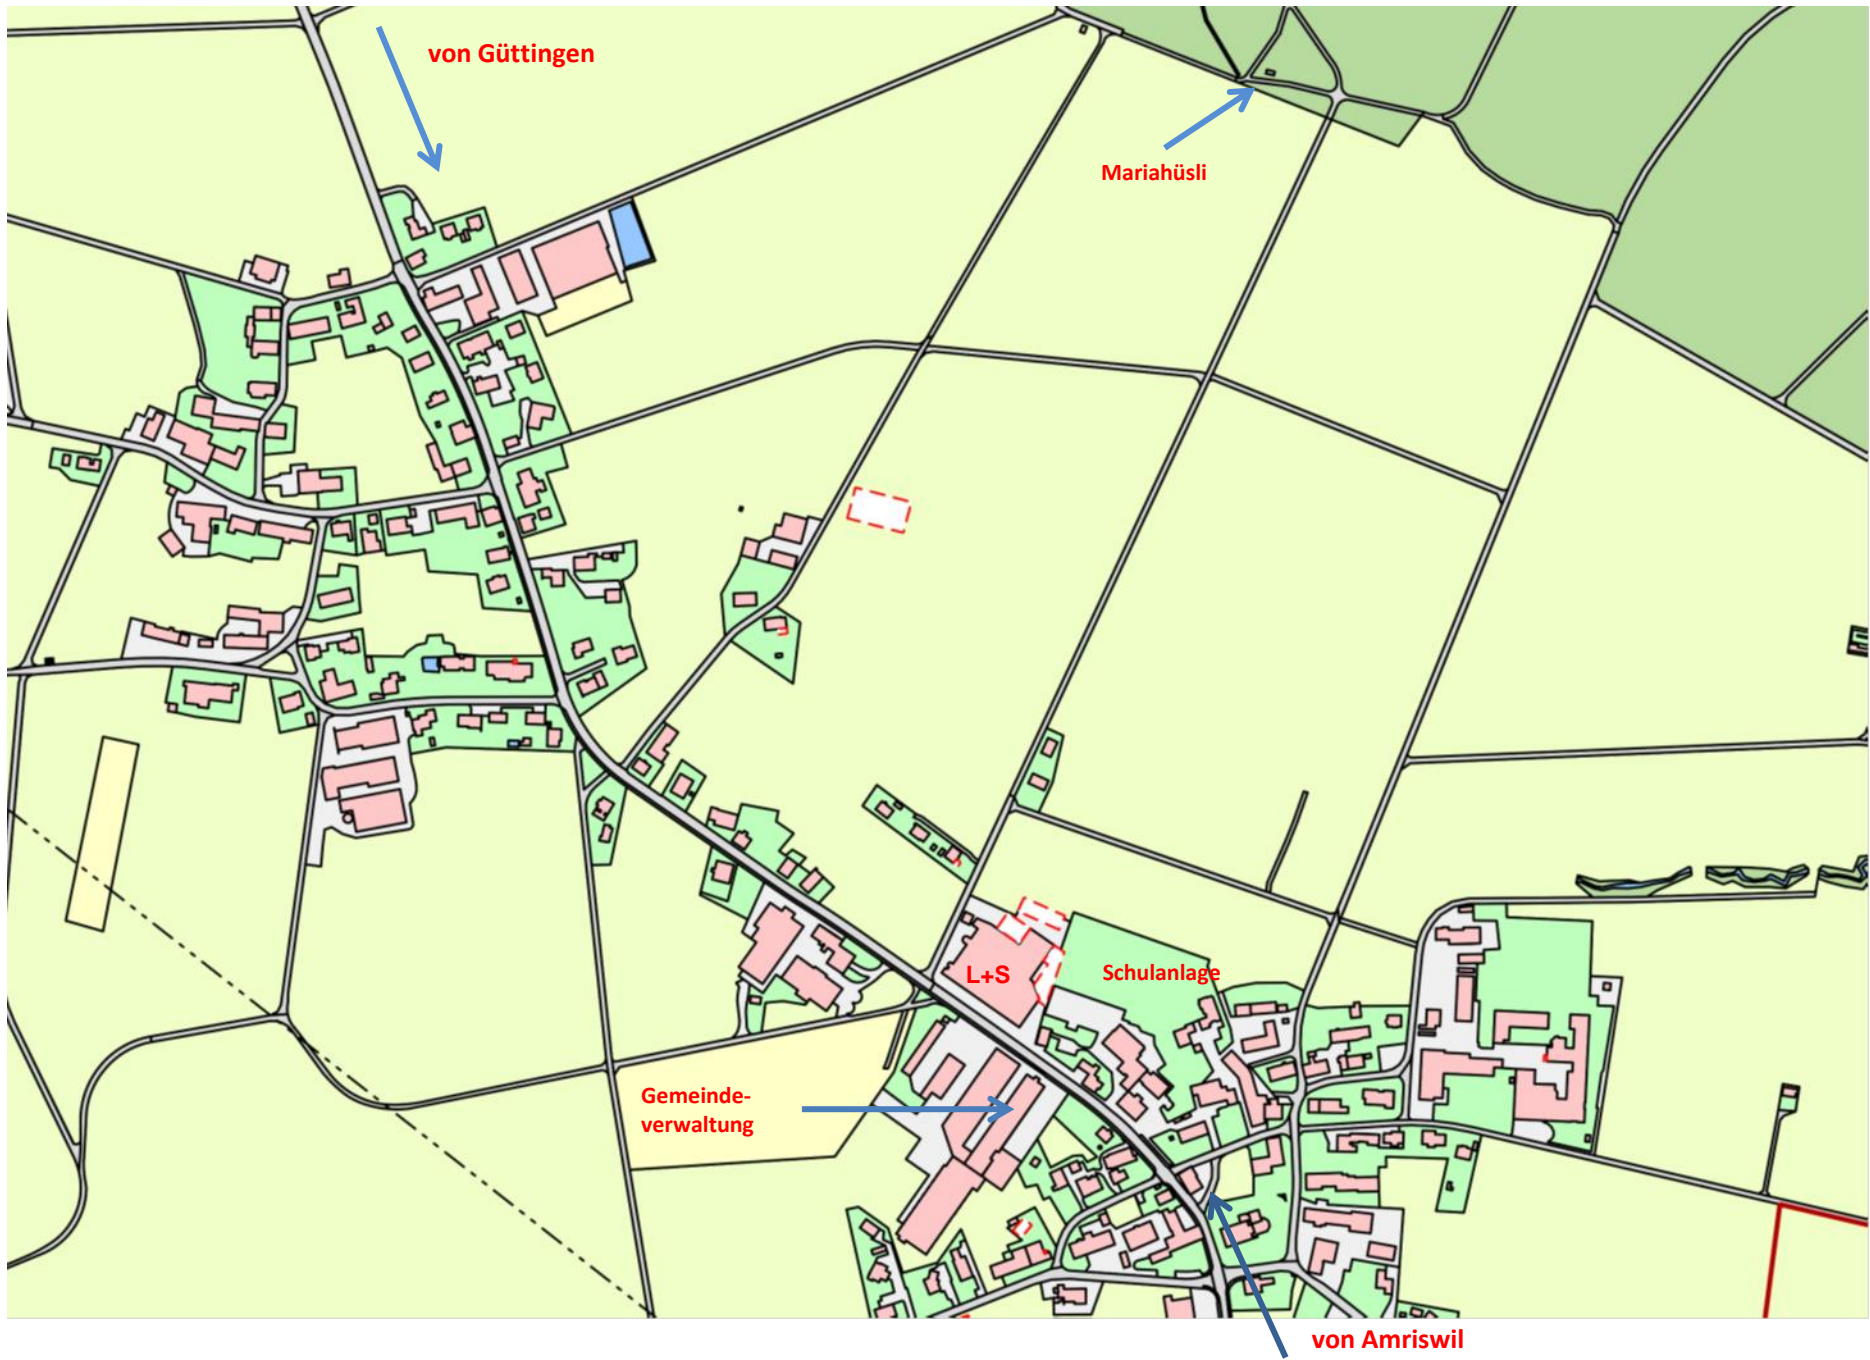 von Güttingen
Mariahüsli
L+S
Schulanlage
Gemeinde-
verwaltung
von Amriswil